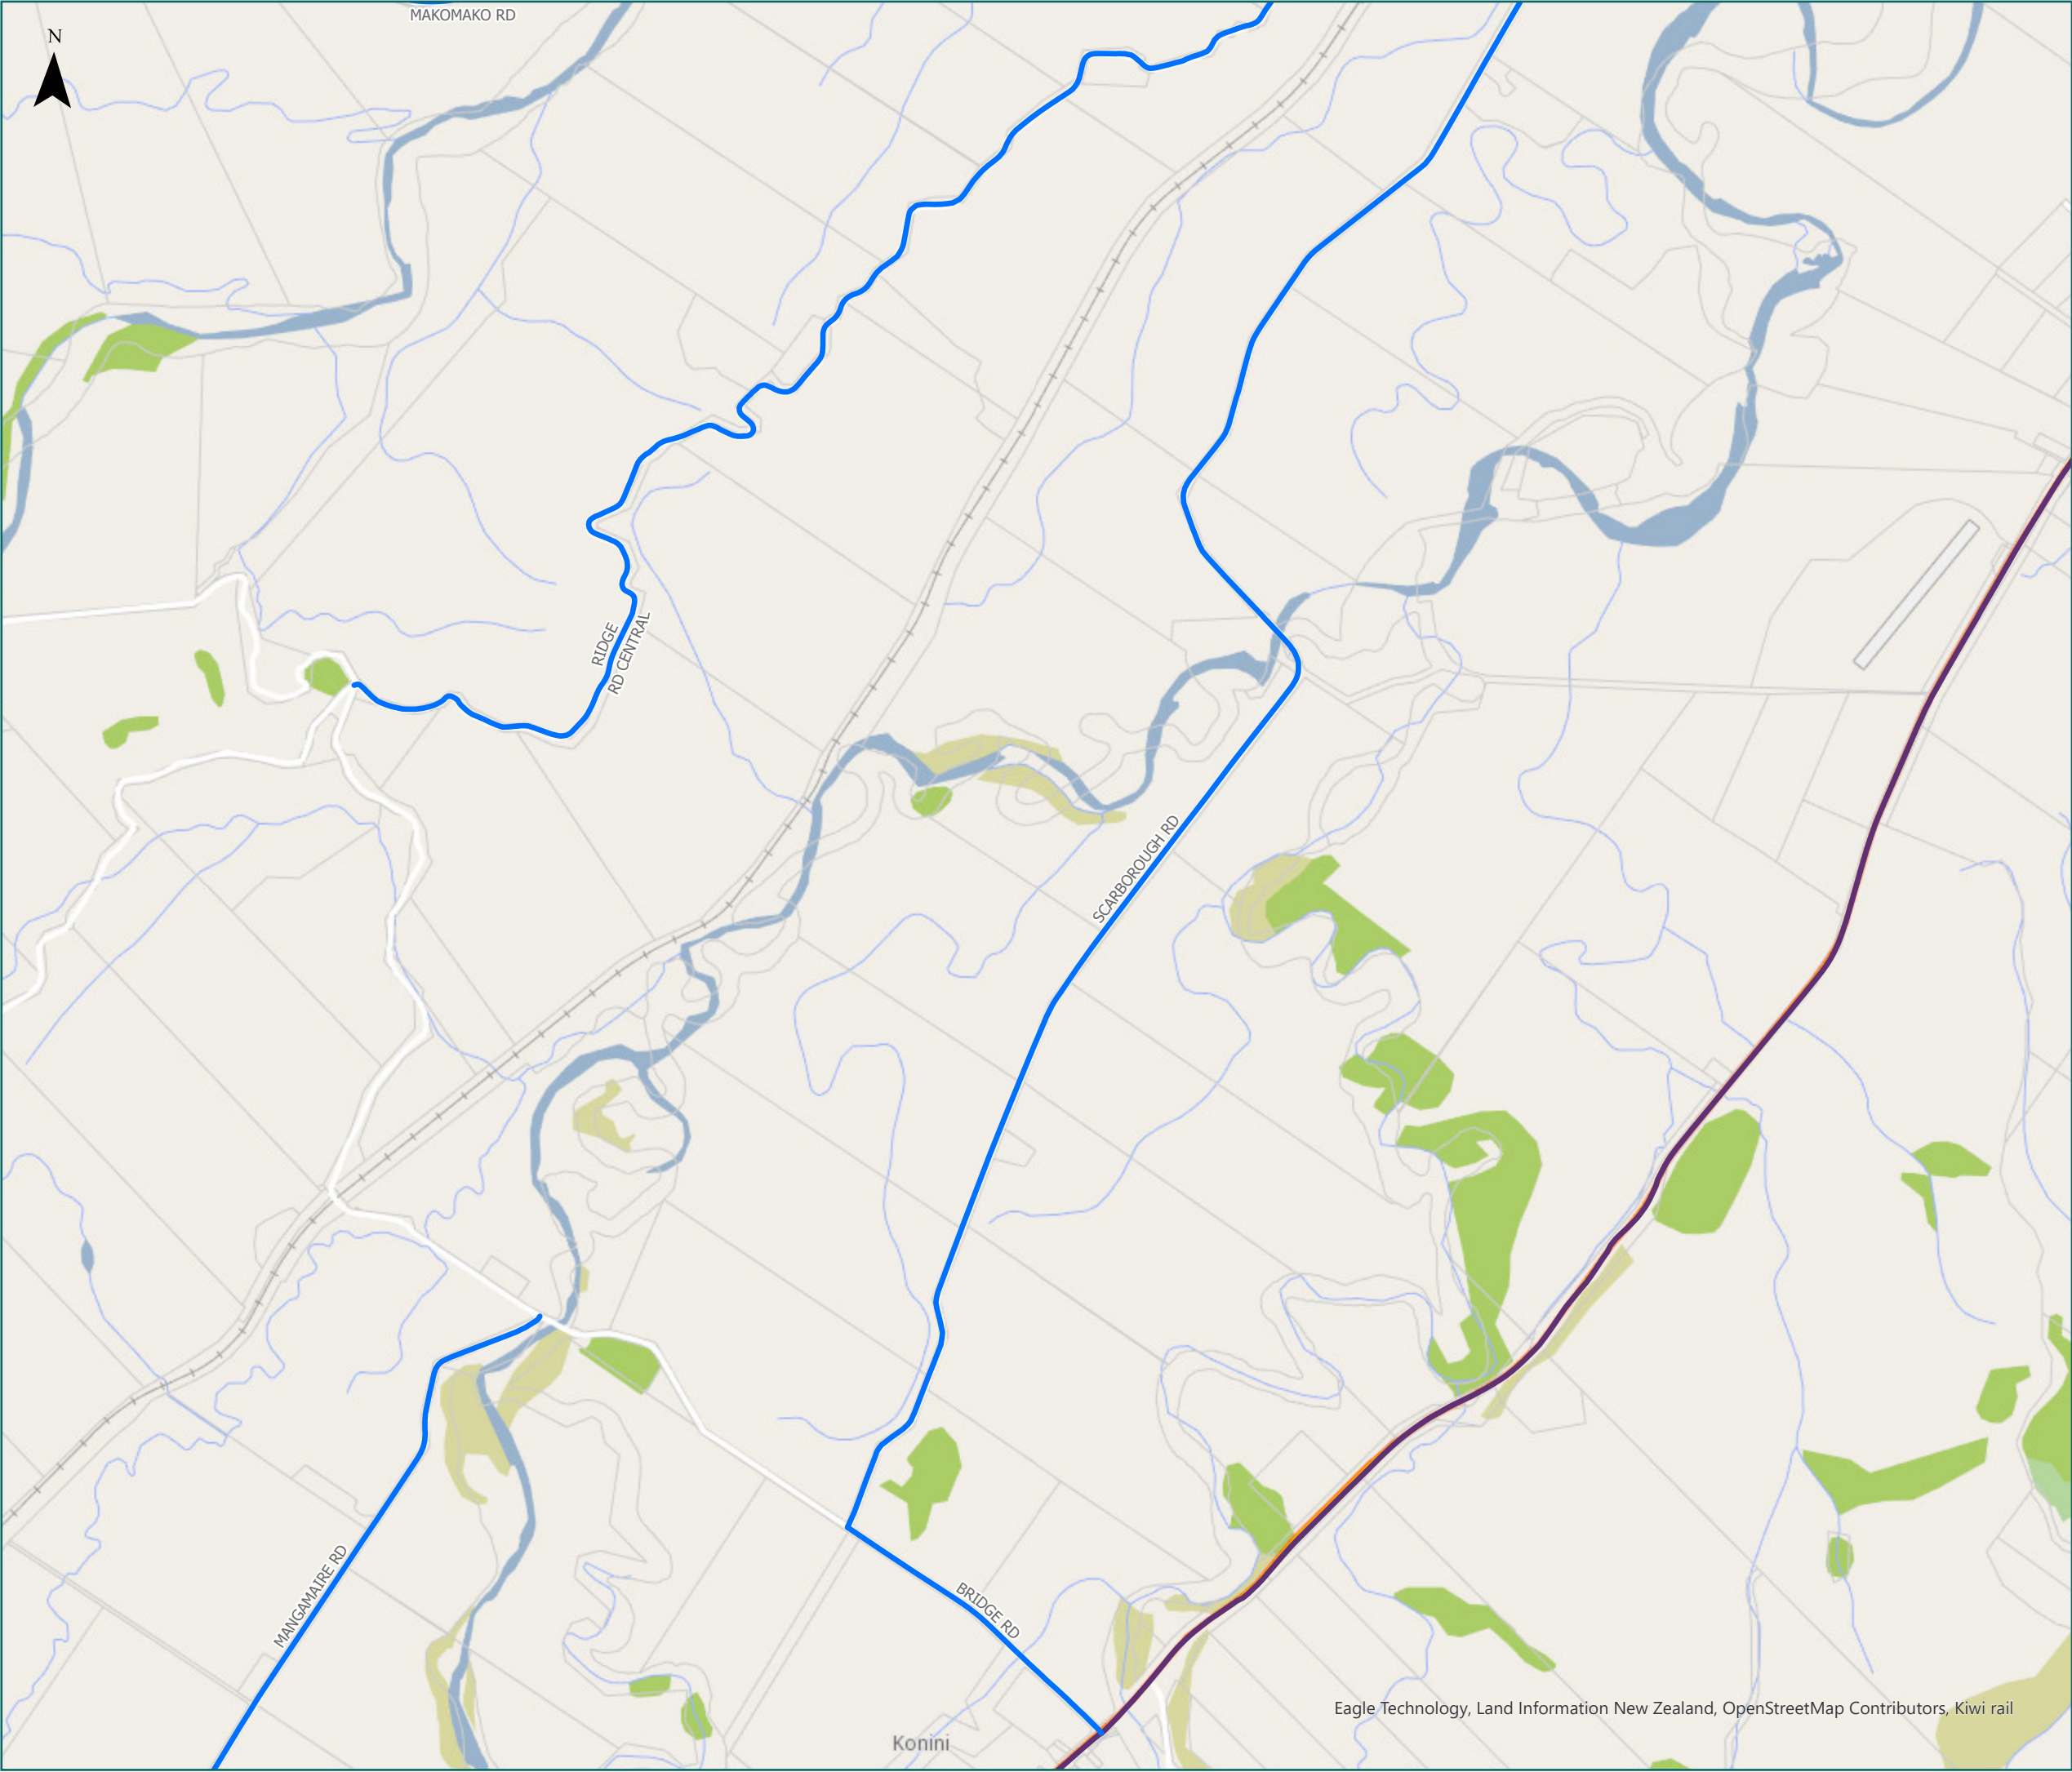 MAKOMAKO RD
N
RIDGE
RD CENTRAL
SCARBOROUGH RD
MANGAMAIRE RD
BRIDGE RD
Eagle Technology, Land Information New Zealand, OpenStreetMap Contributors, Kiwi rail
Konini